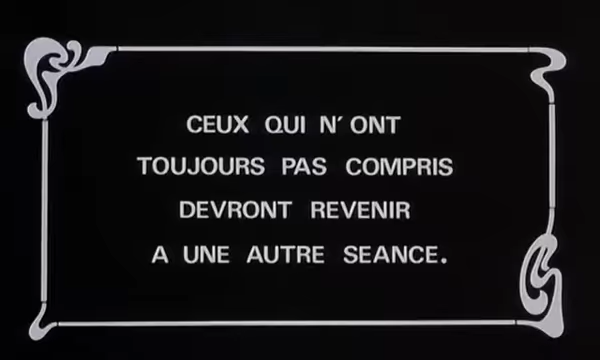 CEUX QUI N' ONT
TOUJOURS PAS COMPRIS
DEVRONT REVENIR
A UNE AUTRE SEANCE.